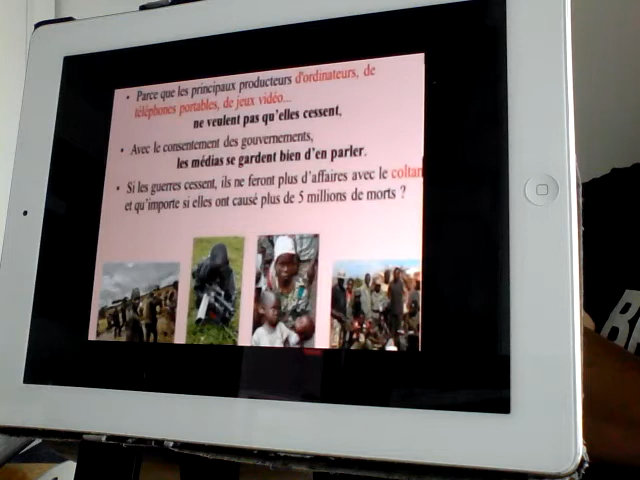 • Parce que les principaux producteurs d'ordinateurs, de
téléphones portables, de jeux vidéo...
ne veulent pas qu'elles cessent,
• Avec le consentement des gouvernements,
les médias se gardent bien d'en parler.
• Si les guerres cessent, ils ne feront plus d'affaires avec le coltan
et qu'importe si elles ont causé plus de 5 millions de morts ?